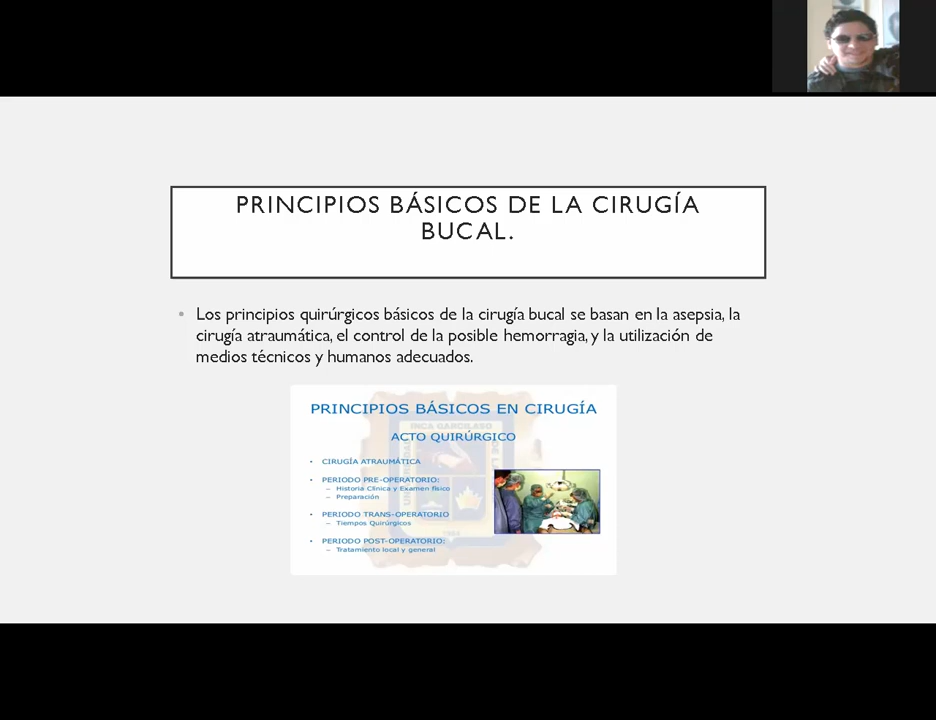 PRINCIPIOS BÁSICOS DE LA CIRUGÍA
BUCAL.
• Los principios quirúrgicos básicos de la cirugía bucal se basan en la asepsia, la
cirugía atraumática, el control de la posible hemorragia, y la utilización de
medios técnicos y humanos adecuados.
PRINCIPIOS BÁSICOS EN CIRUGÍA
INCA GARCILASO
ACTO QUIRÚRGICO
• CIRUGÍA ATRAUMÁTICA
• PERIODO PRE-OPERATORIO:
– Historia Clínica y Examen físico
– Preparación
• PERIODO TRANS-OPERATORIO
– Tiempos Quirúrgicos
• PERIODO POST-OPERATORIO:
– Tratamiento local y general